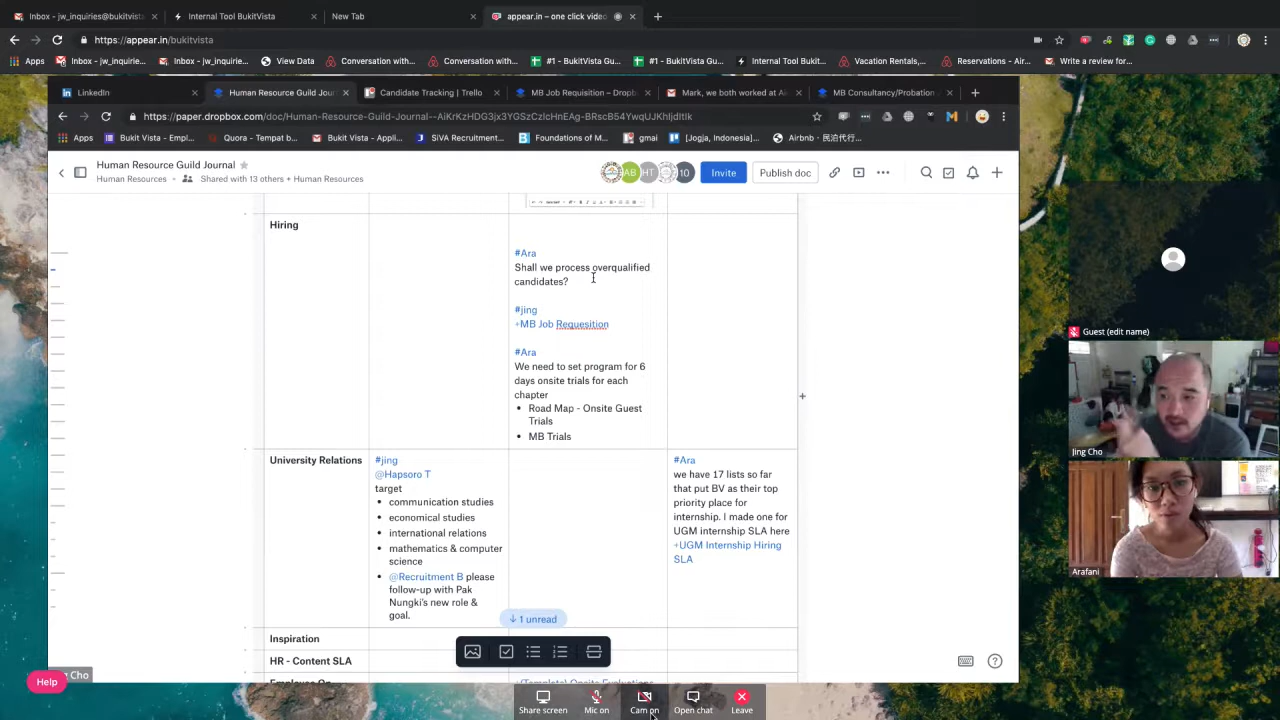 Inbox - jw_inquiries@bukitvista
Internal Tool BukitVista
New Tab
appear.in – one click video
https://appear.in/bukitvista
Apps
Inbox - jw_inquirie...
Inbox - jw_inquirie...
View Data
Conversation with...
Conversation with...
#1 - BukitVista Gu...
#1 - BukitVista Gu...
Internal Tool Bukit...
Vacation Rentals,...
Reservations - Air...
Write a review for...
LinkedIn
Human Resource Guild Jour
Candidate Tracking | Trello
MB Job Requisition – Dropb
Mark, we both worked at Ai
MB Consultancy/Probation
https://paper.dropbox.com/doc/Human-Resource-Guild-Journal--AiKrKzHDG3jx3YGSzCzlcHnEAg-BRscB54YwqUJKhljdItIk
Apps
Bukit Vista - Empl...
Quora - Tempat b...
Bukit Vista - Appli...
SiVA Recruitment...
Foundations of M...
gmai
[Jogja, Indonesia]...
Airbnb - 民泊代行...
Human Resource Guild Journal
Human Resources
Shared with 13 others + Human Resources
AB
HT
10
Invite
Publish doc
Hiring
#Ara
Shall we process overqualified
candidates?
#jing
+MB Job Requesition
#Ara
We need to set program for 6
days onsite trials for each
chapter
• Road Map - Onsite Guest
Trials
• MB Trials
University Relations
#jing
@Hapsoro T
target
• communication studies
• economical studies
• international relations
• mathematics & computer
science
• @Recruitment B please
follow-up with Pak
Nungki's new role &
goal.
#Ara
we have 17 lists so far
that put BV as their top
priority place for
internship. I made one for
UGM internship SLA here
+UGM Internship Hiring
SLA
↓ 1 unread
Inspiration
HR - Content SLA
Guest (edit name)
Jing Cho
Arafani
Cho
Help
Share screen
Mic on
Cam on
Open chat
Leave